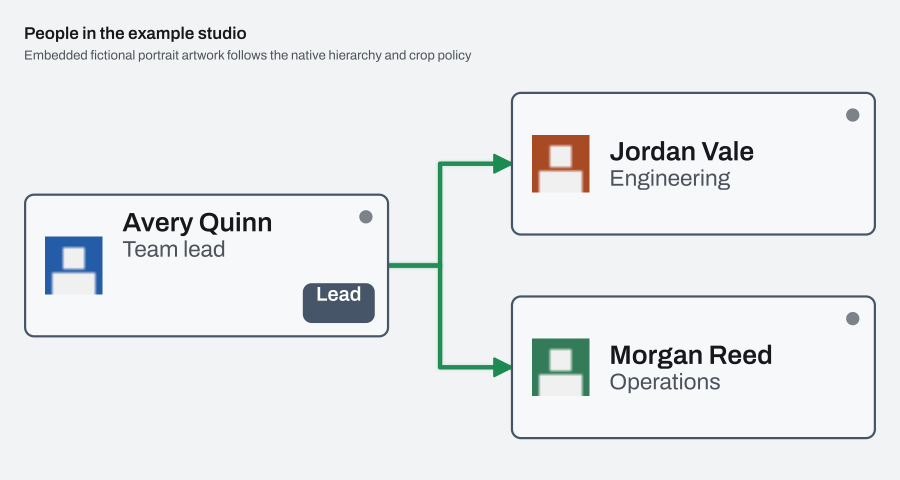 People in the example studio
Embedded fictional portrait artwork follows the native hierarchy and crop policy
Avery Quinn
Team lead
Lead
Jordan Vale
Engineering
Morgan Reed
Operations